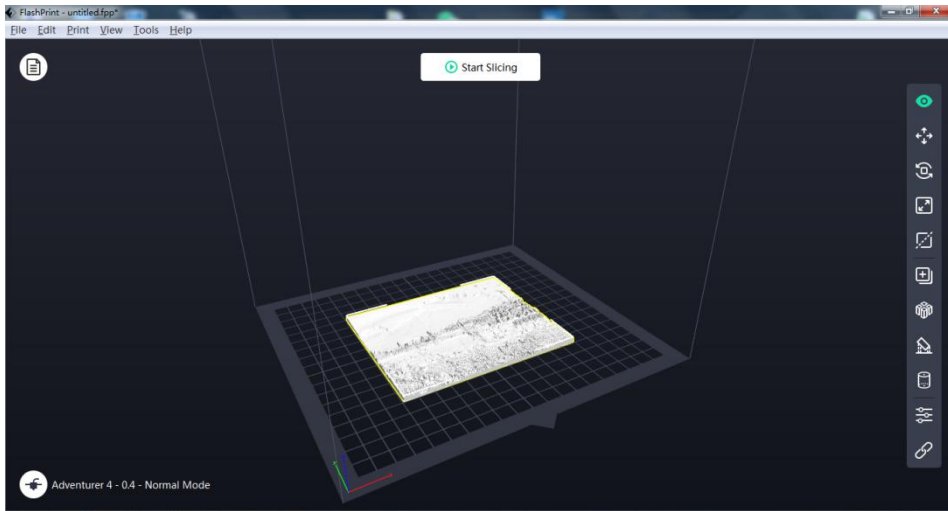 FlashPrint - untitled.fpp*
File Edit Print View Tools Help
Start Slicing
Adventurer 4 - 0.4 - Normal Mode